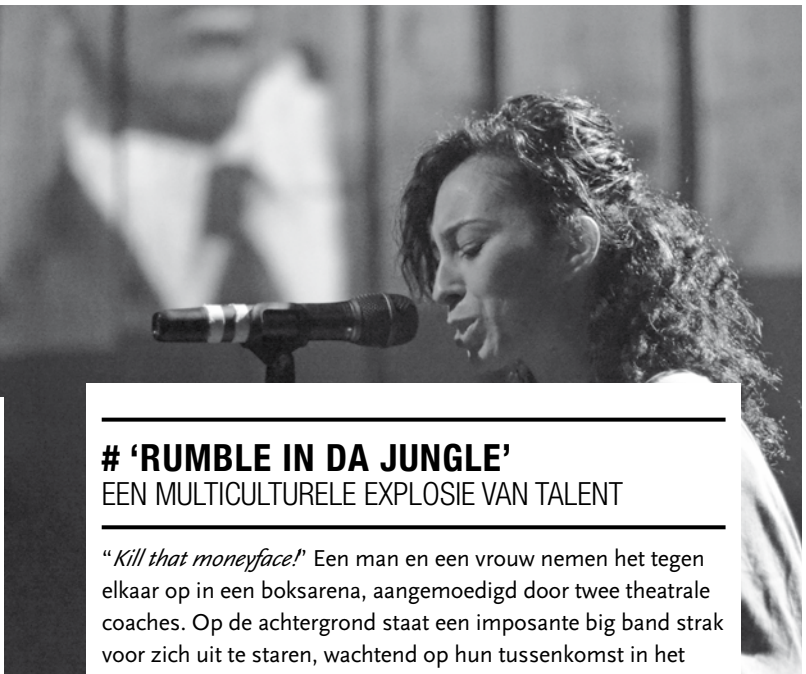 # ‘RUMBLE IN DA JUNGLE’
EEN MULTICULTURELE EXPLOSIE VAN TALENT
“Kill that moneyface!” Een man en een vrouw nemen het tegen
elkaar op in een boksarena, aangemoedigd door twee theatrale
coaches. Op de achtergrond staat een imposante big band strak
voor zich uit te staren, wachtend op hun tussenkomst in het